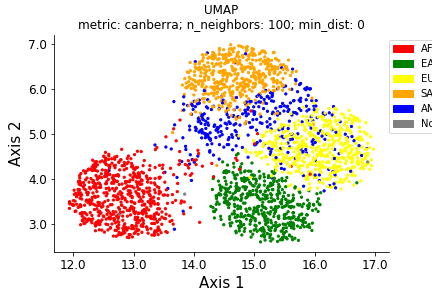 UMAP
metric: canberra; n_neighbors: 100; min_dist: 0
7.0
6.0
5.0
4.0
3.0
Axis 2
12.0 13.0 14.0 15.0 16.0 17.0
Axis 1
AF
EA
EU
SA
AM
No